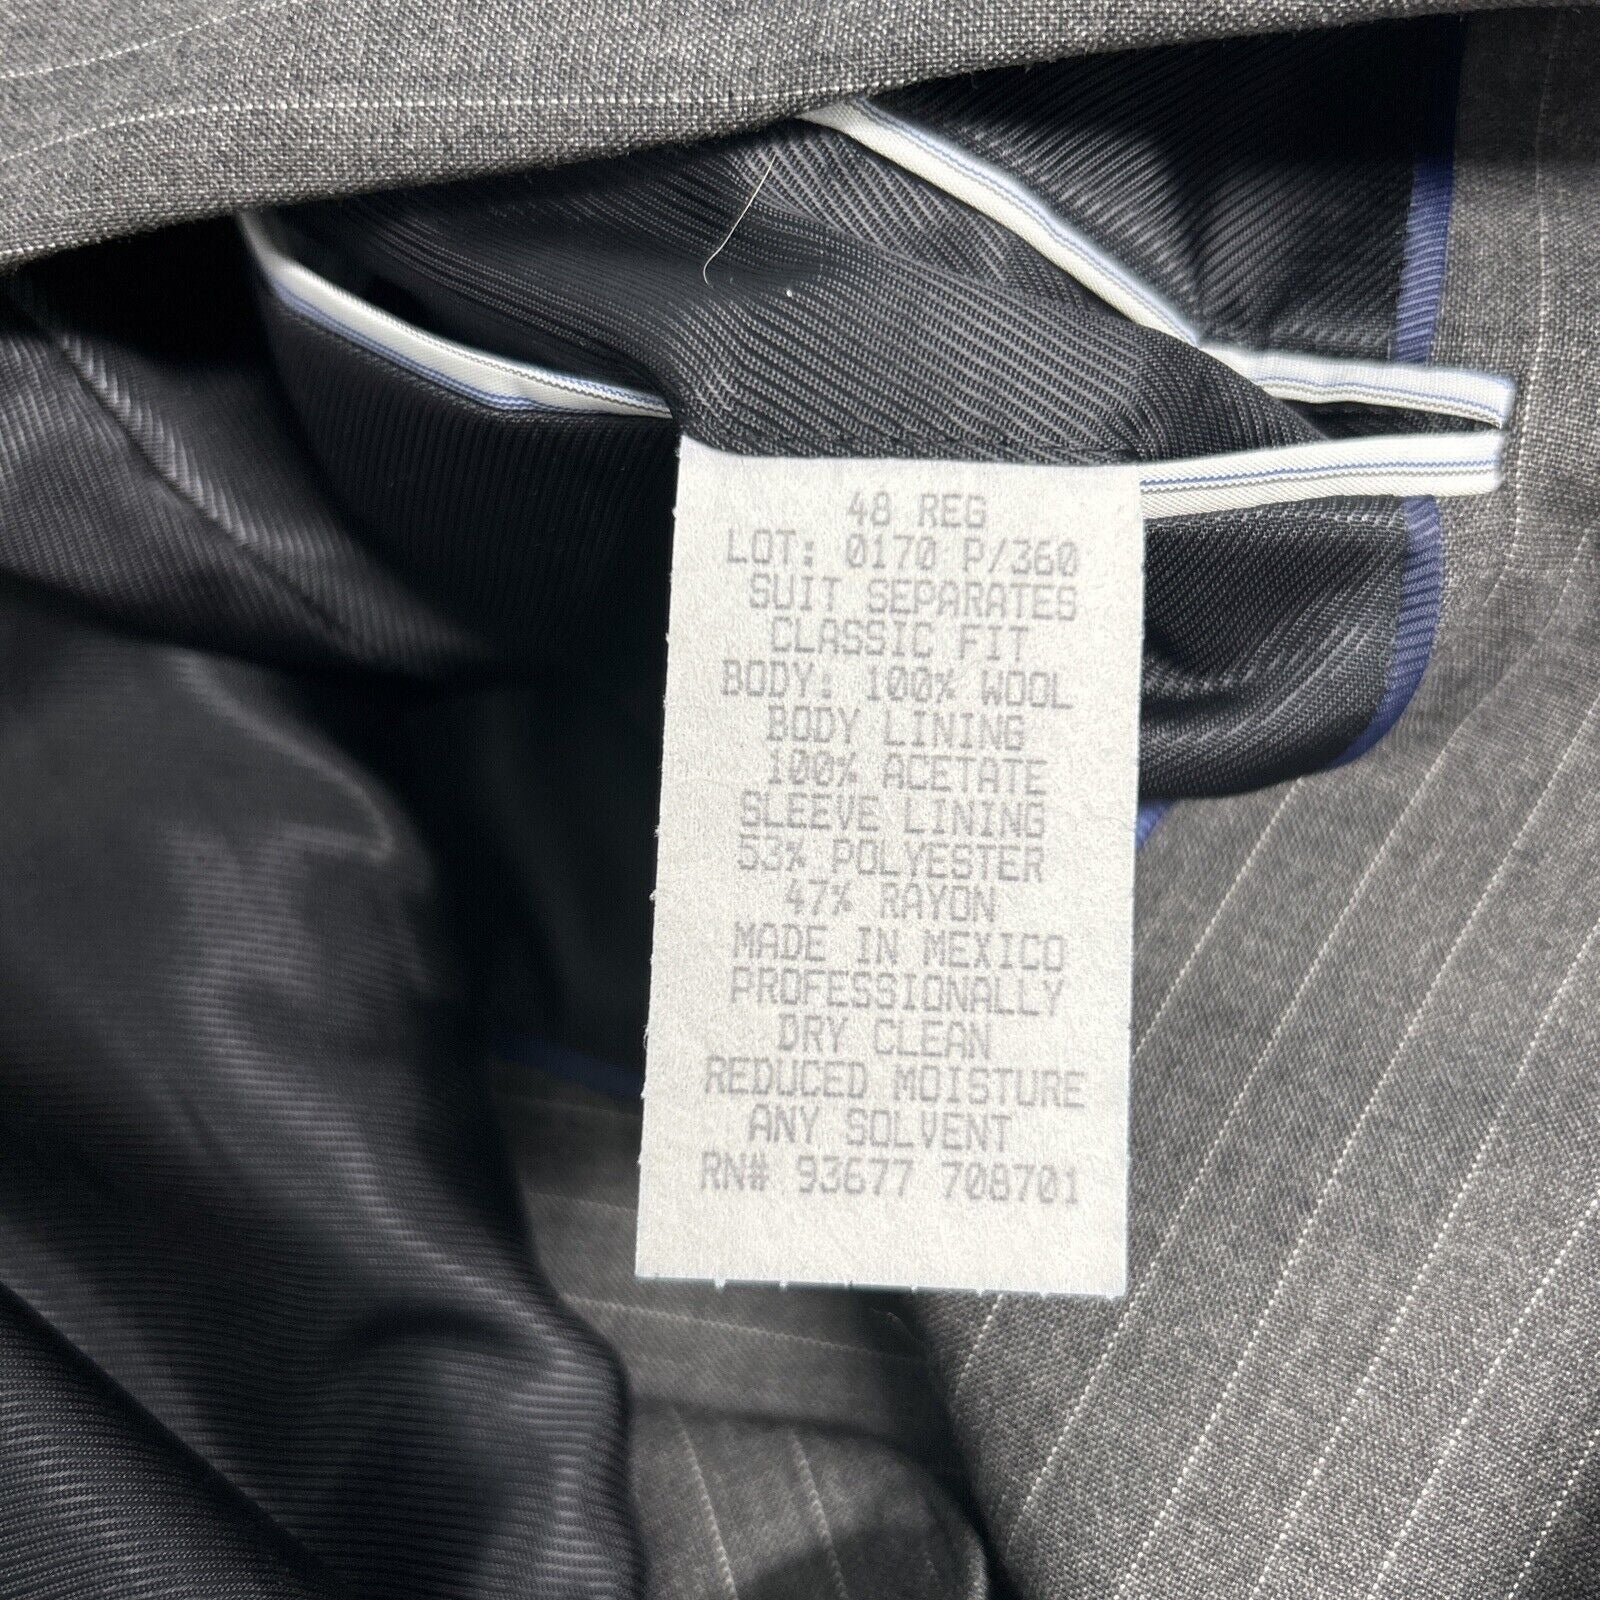 48 REG
LOT: 0170 P/360
SUIT SEPARATES
CLASSIC FIT
BODY: 100% WOOL
BODY LINING
100% ACETATE
SLEEVE LINING
53% POLYESTER
47% RAYON
MADE IN MEXICO
PROFESSIONALLY
DRY CLEAN
REDUCED MOISTURE
ANY SOLVENT
RN# 93677 708701